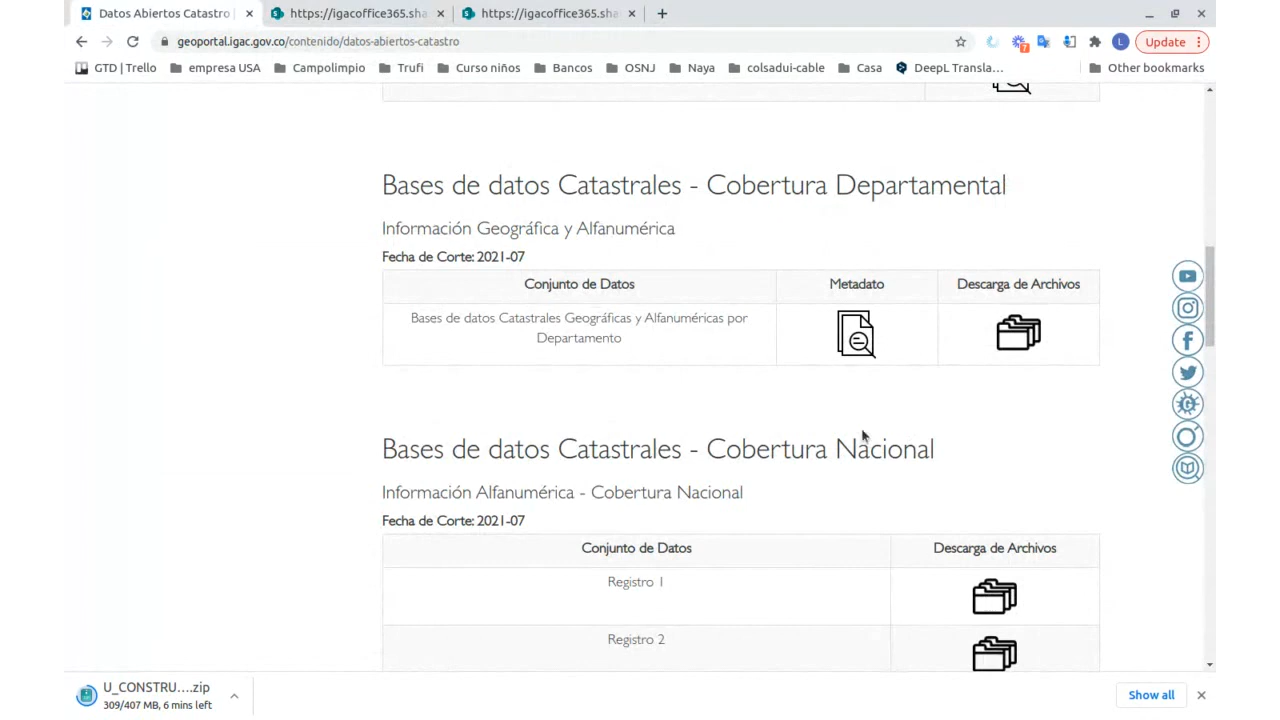 Datos Abiertos Catastro
https://igacoffice365.sha
https://igacoffice365.sha
geoportal.igac.gov.co/contenido/datos-abiertos-catastro
7
L
Update
GTD | Trello
empresa USA
Campolimpio
Trufi
Curso niños
Bancos
OSNJ
Naya
colsadui-cable
Casa
DeepL Transla...
Other bookmarks
Bases de datos Catastrales - Cobertura Departamental
Información Geográfica y Alfanumérica
Fecha de Corte: 2021-07
Conjunto de Datos
Metadato
Descarga de Archivos
Bases de datos Catastrales Geográficas y Alfanuméricas por
Departamento
Bases de datos Catastrales - Cobertura Nacional
Información Alfanumérica - Cobertura Nacional
Fecha de Corte: 2021-07
Conjunto de Datos
Descarga de Archivos
Registro 1
Registro 2
U_CONSTRU....zip
309/407 MB, 6 mins left
Show all